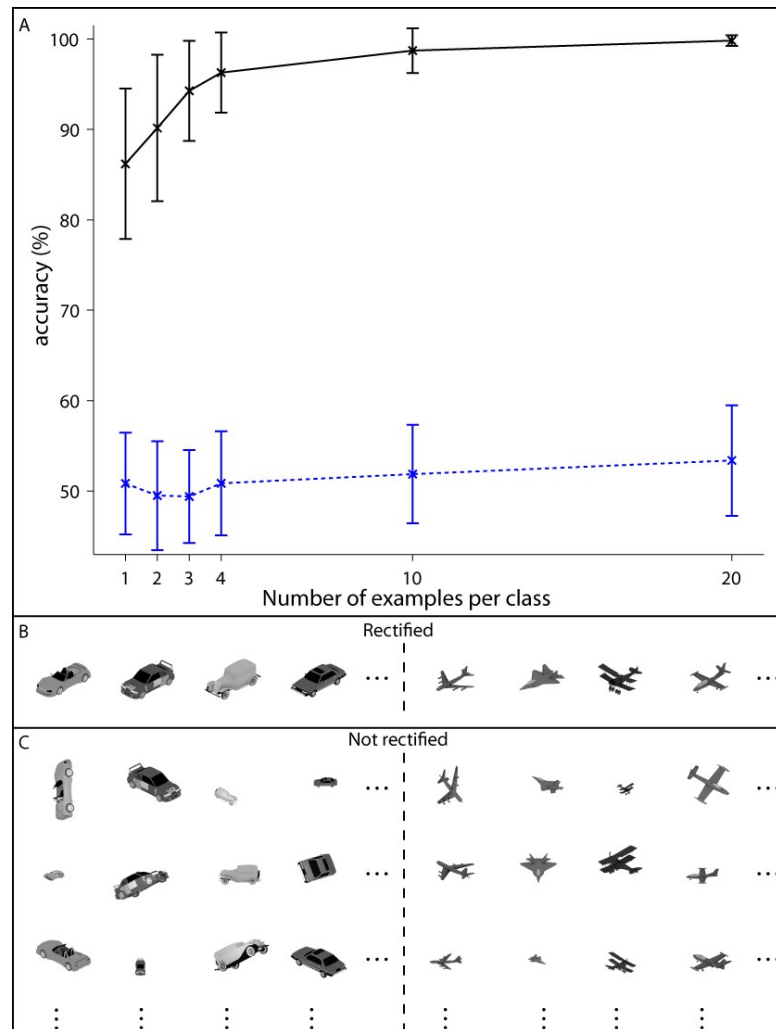 A
100
90
80
70
60
50
accuracy (%)
1 2 3 4 10 20
Number of examples per class
B
Rectified
C
Not rectified